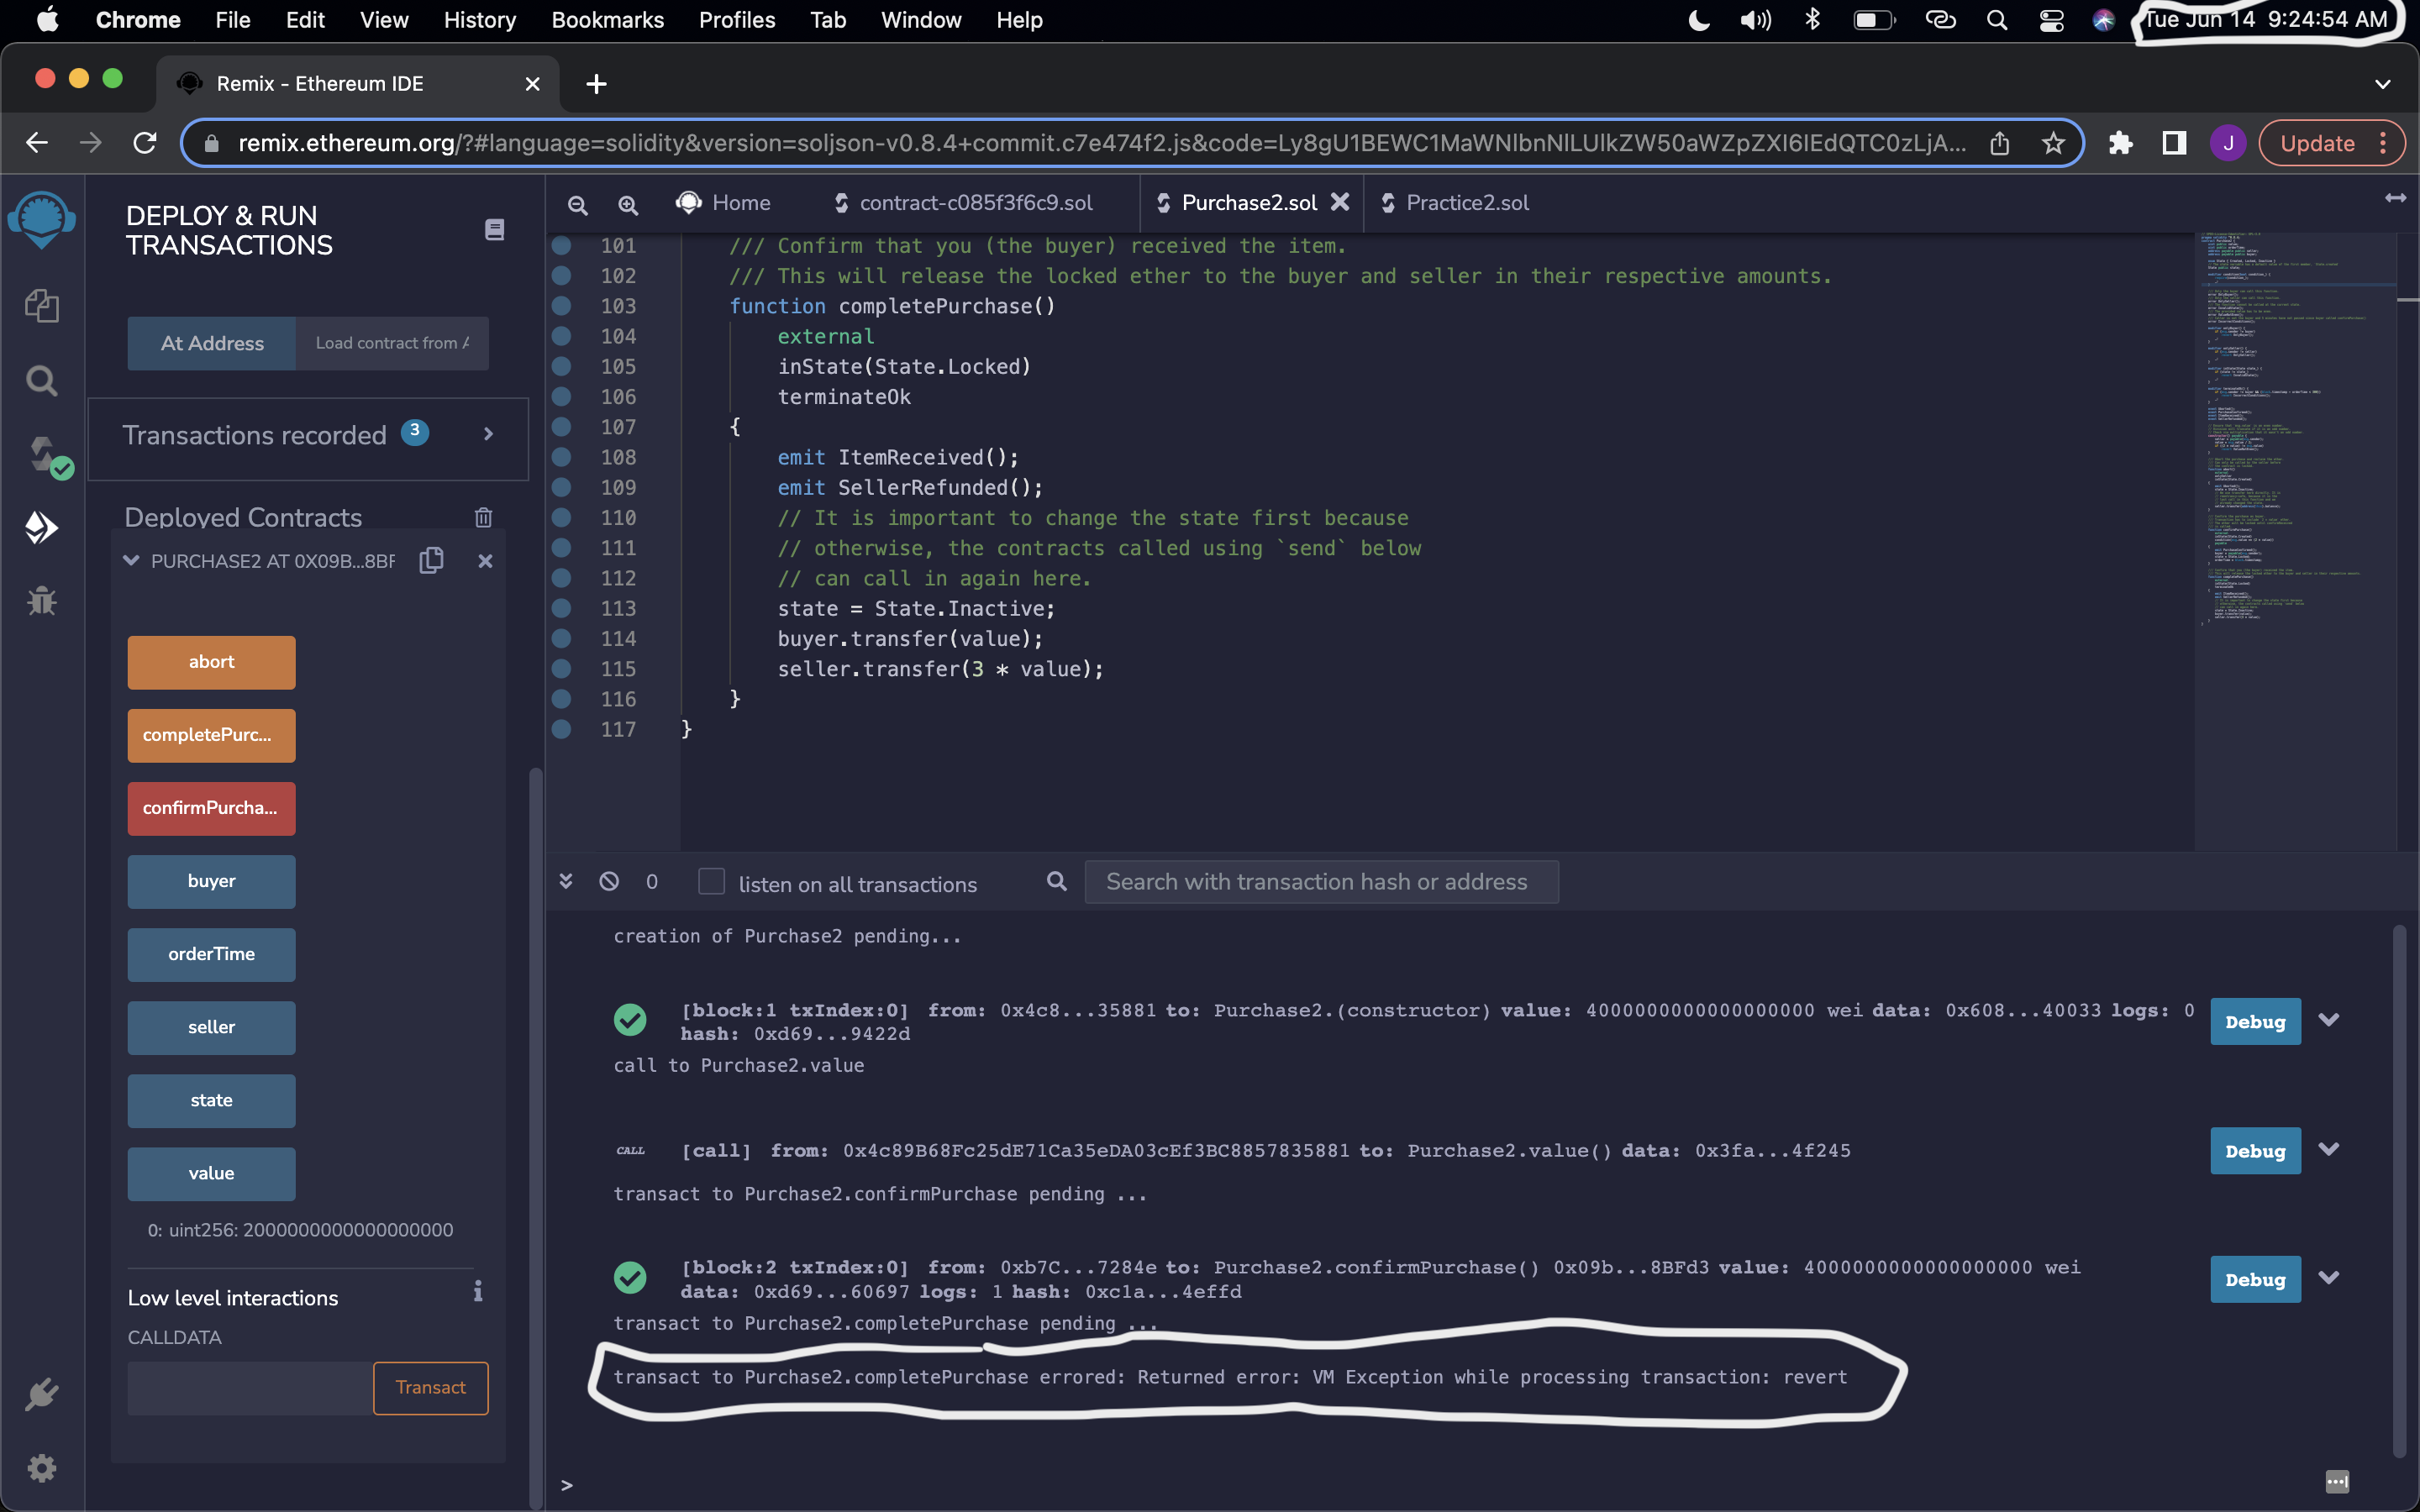 Chrome File Edit View History Bookmarks Profiles Tab Window Help Tue Jun 14 9:24:54 AM
Remix - Ethereum IDE
remix.ethereum.org/?#language=solidity&version=soljson-v0.8.4+commit.c7e474f2.js&code=Ly8gU1BEWC1MaWNlbnNlLUlkZW50aWZpZXI6IEdQTC0zLjA... J Update
DEPLOY & RUN
TRANSACTIONS
At Address Load contract from A
Transactions recorded 3
Deployed Contracts
PURCHASE2 AT 0X09B...8BF
abort
completePurc...
confirmPurcha...
buyer
orderTime
seller
state
value
0: uint256: 2000000000000000000
Low level interactions
CALLDATA
Transact
Home contract-c085f3f6c9.sol Purchase2.sol Practice2.sol
101 /// Confirm that you (the buyer) received the item.
102 /// This will release the locked ether to the buyer and seller in their respective amounts.
103 function completePurchase()
104 external
105 inState(State.Locked)
106 terminateOk
107 {
108 emit ItemReceived();
109 emit SellerRefunded();
110 // It is important to change the state first because
111 // otherwise, the contracts called using `send` below
112 // can call in again here.
113 state = State.Inactive;
114 buyer.transfer(value);
115 seller.transfer(3 * value);
116 }
117 }
0 listen on all transactions Search with transaction hash or address
creation of Purchase2 pending...
[block:1 txIndex:0] from: 0x4c8...35881 to: Purchase2.(constructor) value: 4000000000000000000 wei data: 0x608...40033 logs: 0
hash: 0xd69...9422d
Debug
call to Purchase2.value
CALL [call] from: 0x4c89B68Fc25dE71Ca35eDA03cEf3BC8857835881 to: Purchase2.value() data: 0x3fa...4f245
Debug
transact to Purchase2.confirmPurchase pending ...
[block:2 txIndex:0] from: 0xb7C...7284e to: Purchase2.confirmPurchase() 0x09b...8BFd3 value: 4000000000000000000 wei
data: 0xd69...60697 logs: 1 hash: 0xc1a...4effd
Debug
transact to Purchase2.completePurchase pending ...
transact to Purchase2.completePurchase errored: Returned error: VM Exception while processing transaction: revert
>